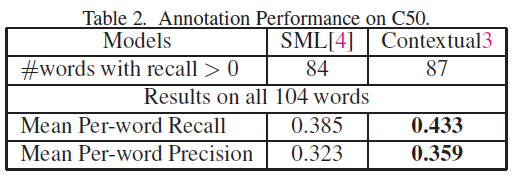 Table 2. Annotation Performance on C50.
Models SML[4] Contextual3
#words with recall > 0 84 87
Results on all 104 words
Mean Per-word Recall 0.385 0.433
Mean Per-word Precision 0.323 0.359